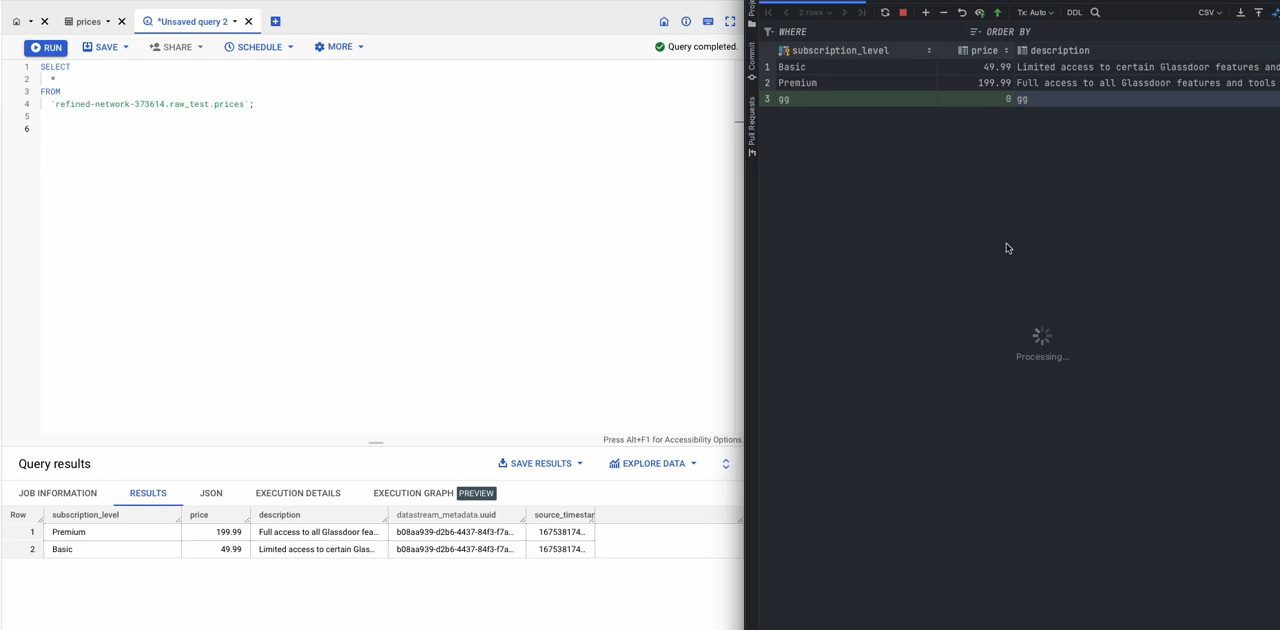 prices
*Unsaved query 2
RUN
SAVE
SHARE
SCHEDULE
MORE
Query completed.
1 SELECT
2 *
3 FROM
4 `refined-network-373614.raw_test.prices`;
5
6
Press Alt+F1 for Accessibility Options.
Query results
SAVE RESULTS
EXPLORE DATA
JOB INFORMATION
RESULTS
JSON
EXECUTION DETAILS
EXECUTION GRAPH PREVIEW
Row subscription_level price description datastream_metadata.uuid source_timestar
1 Premium 199.99 Full access to all Glassdoor fea... b08aa939-d2b6-4437-84f3-f7a... 167538174...
2 Basic 49.99 Limited access to certain Glas... b08aa939-d2b6-4437-84f3-f7a... 167538174...
Proje
Commit
Pull Requests
2 rows
Tx: Auto
DDL
CSV
WHERE
ORDER BY
subscription_level price description
1 Basic 49.99 Limited access to certain Glassdoor features and
2 Premium 199.99 Full access to all Glassdoor features and tools
3 gg 0 gg
Processing...